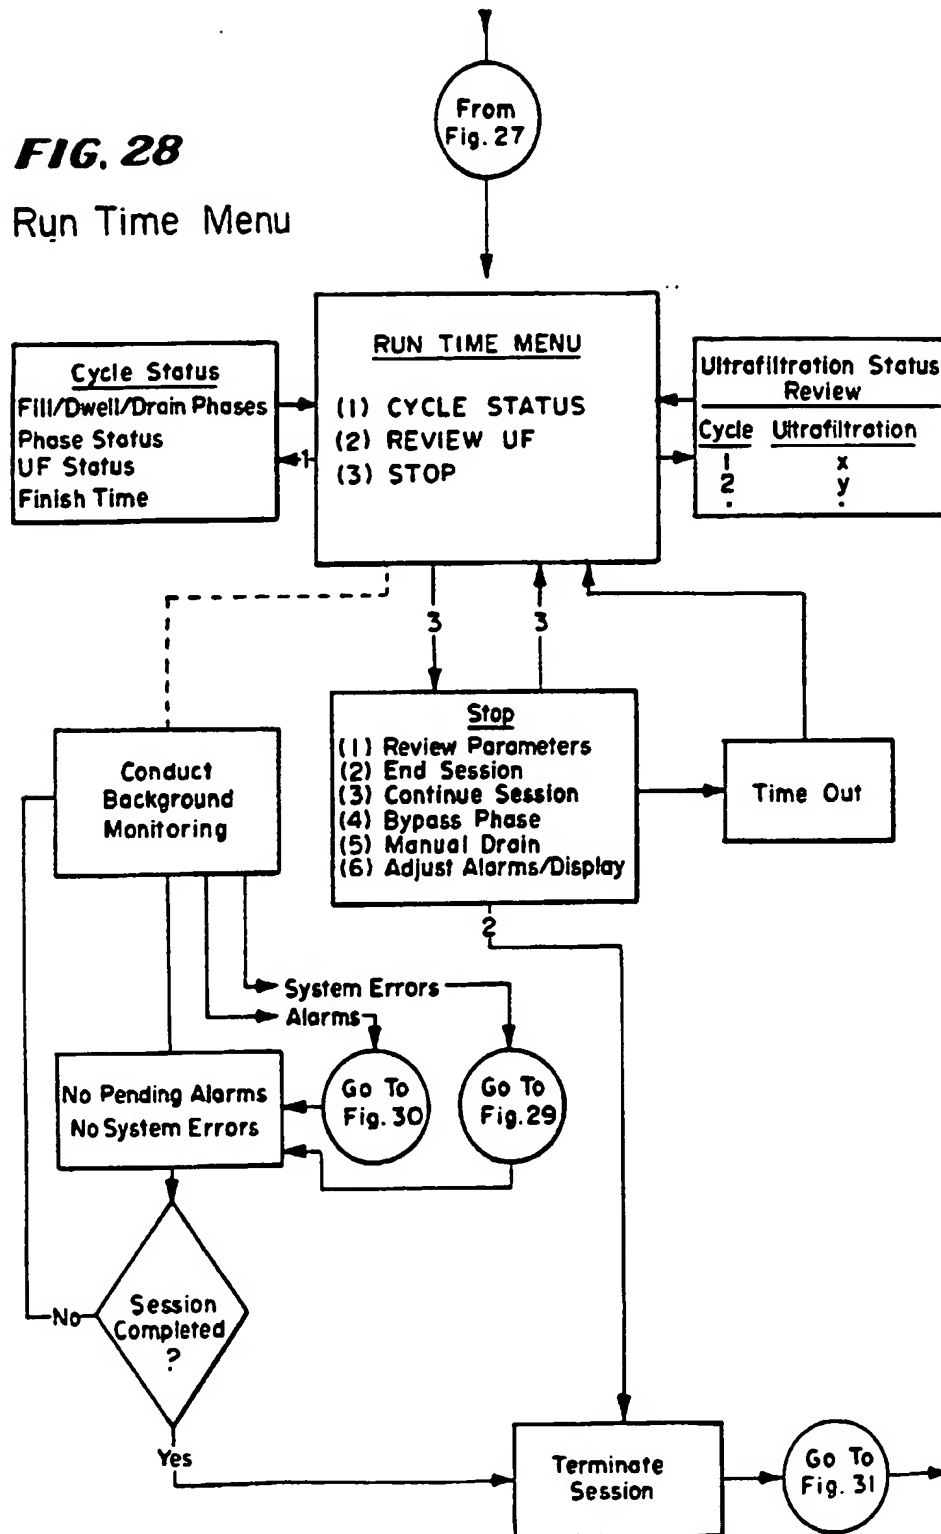 From
Fig. 27
FIG. 28
Run Time Menu
RUN TIME MENU
(1) CYCLE STATUS
(2) REVIEW UF
(3) STOP
Cycle Status
Fill/Dwell/Drain Phases
Phase Status
UF Status
Finish Time
1
Ultrafiltration Status
Review
Cycle Ultrafiltration
1 x
2 y
. .
3
3
Conduct
Background
Monitoring
Stop
(1) Review Parameters
(2) End Session
(3) Continue Session
(4) Bypass Phase
(5) Manual Drain
(6) Adjust Alarms/Display
Time Out
2
System Errors
Alarms
No Pending Alarms
No System Errors
Go To
Fig. 30
Go To
Fig. 29
Session
Completed
?
No
Yes
Terminate
Session
Go To
Fig. 31